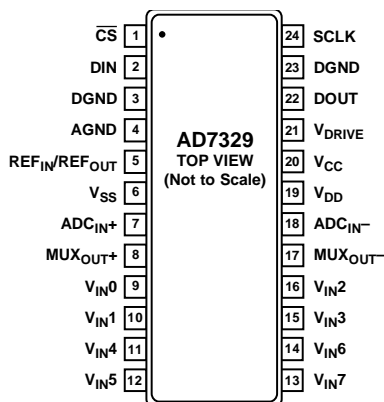 CS 1 24 SCLK
DIN 2 23 DGND
DGND 3 22 DOUT
AGND 4 21 VDRIVE
AD7329
REFIN/REFOUT 5 TOP VIEW 20 VCC
(Not to Scale)
VSS 6 19 VDD
ADCIN+ 7 18 ADCIN−
MUXOUT+ 8 17 MUXOUT−
VIN0 9 16 VIN2
VIN1 10 15 VIN3
VIN4 11 14 VIN6
VIN5 12 13 VIN7